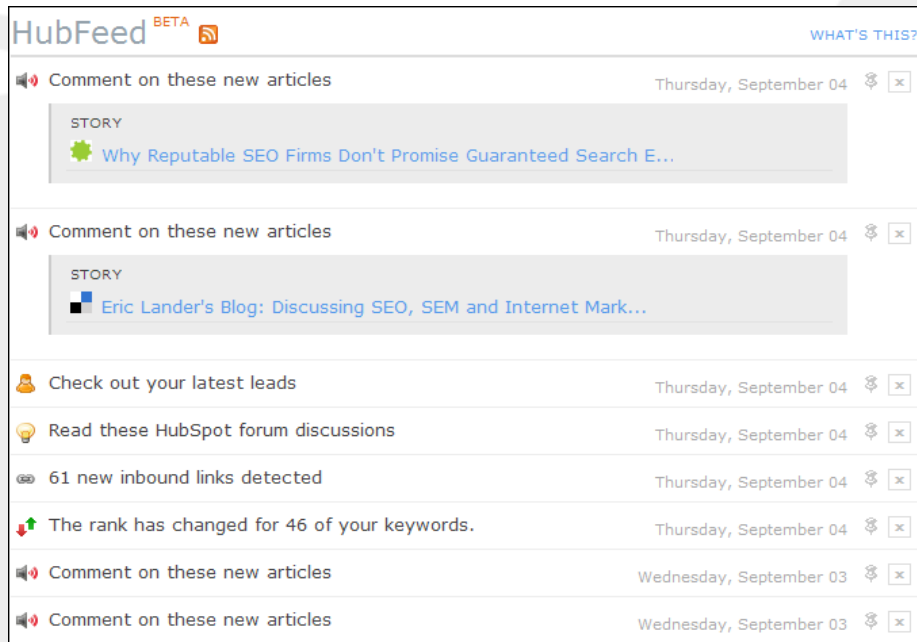 HubFeed BETA
WHAT'S THIS?
Comment on these new articles Thursday, September 04
STORY
Why Reputable SEO Firms Don't Promise Guaranteed Search E...
Comment on these new articles Thursday, September 04
STORY
Eric Lander's Blog: Discussing SEO, SEM and Internet Mark...
Check out your latest leads Thursday, September 04
Read these HubSpot forum discussions Thursday, September 04
61 new inbound links detected Thursday, September 04
The rank has changed for 46 of your keywords. Thursday, September 04
Comment on these new articles Wednesday, September 03
Comment on these new articles Wednesday, September 03